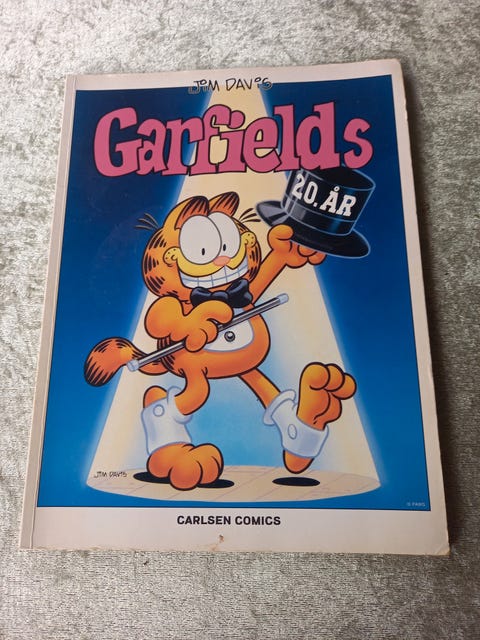 JIM DAVIS
Garfields
20. ÅR
JIM DAVIS
© PAWS
CARLSEN COMICS